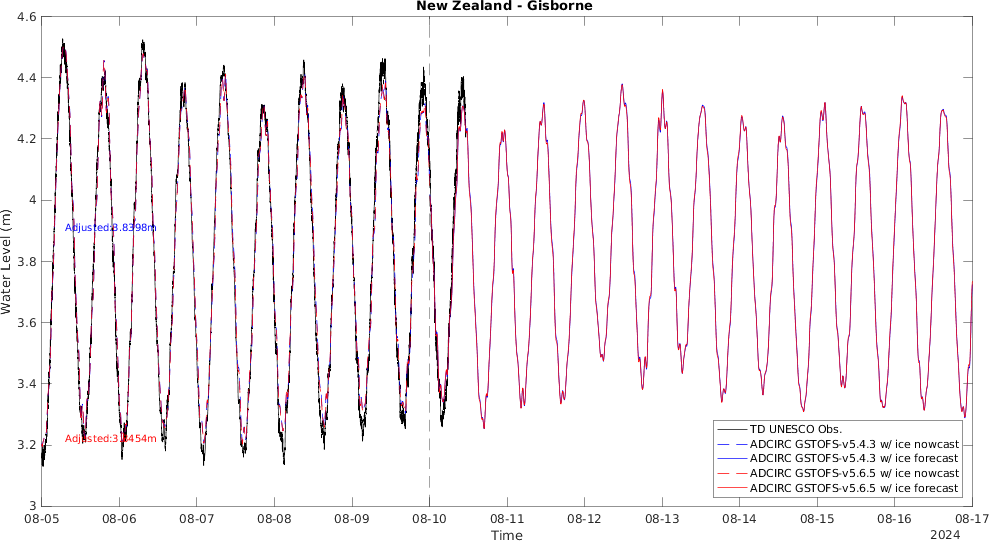 New Zealand - Gisborne
4.6
4.4
4.2
4
3.8
3.6
3.4
3.2
3
Water Level (m)
Adjusted:3.8398m
TD UNESCO Obs.
ADCIRC GSTOFS-v5.4.3 w/ ice nowcast
ADCIRC GSTOFS-v5.4.3 w/ ice forecast
ADCIRC GSTOFS-v5.6.5 w/ ice nowcast
ADCIRC GSTOFS-v5.6.5 w/ ice forecast
08-05 08-06 08-07 08-08 08-09 08-10 08-11 08-12 08-13 08-14 08-15 08-16 08-17
Time
2024